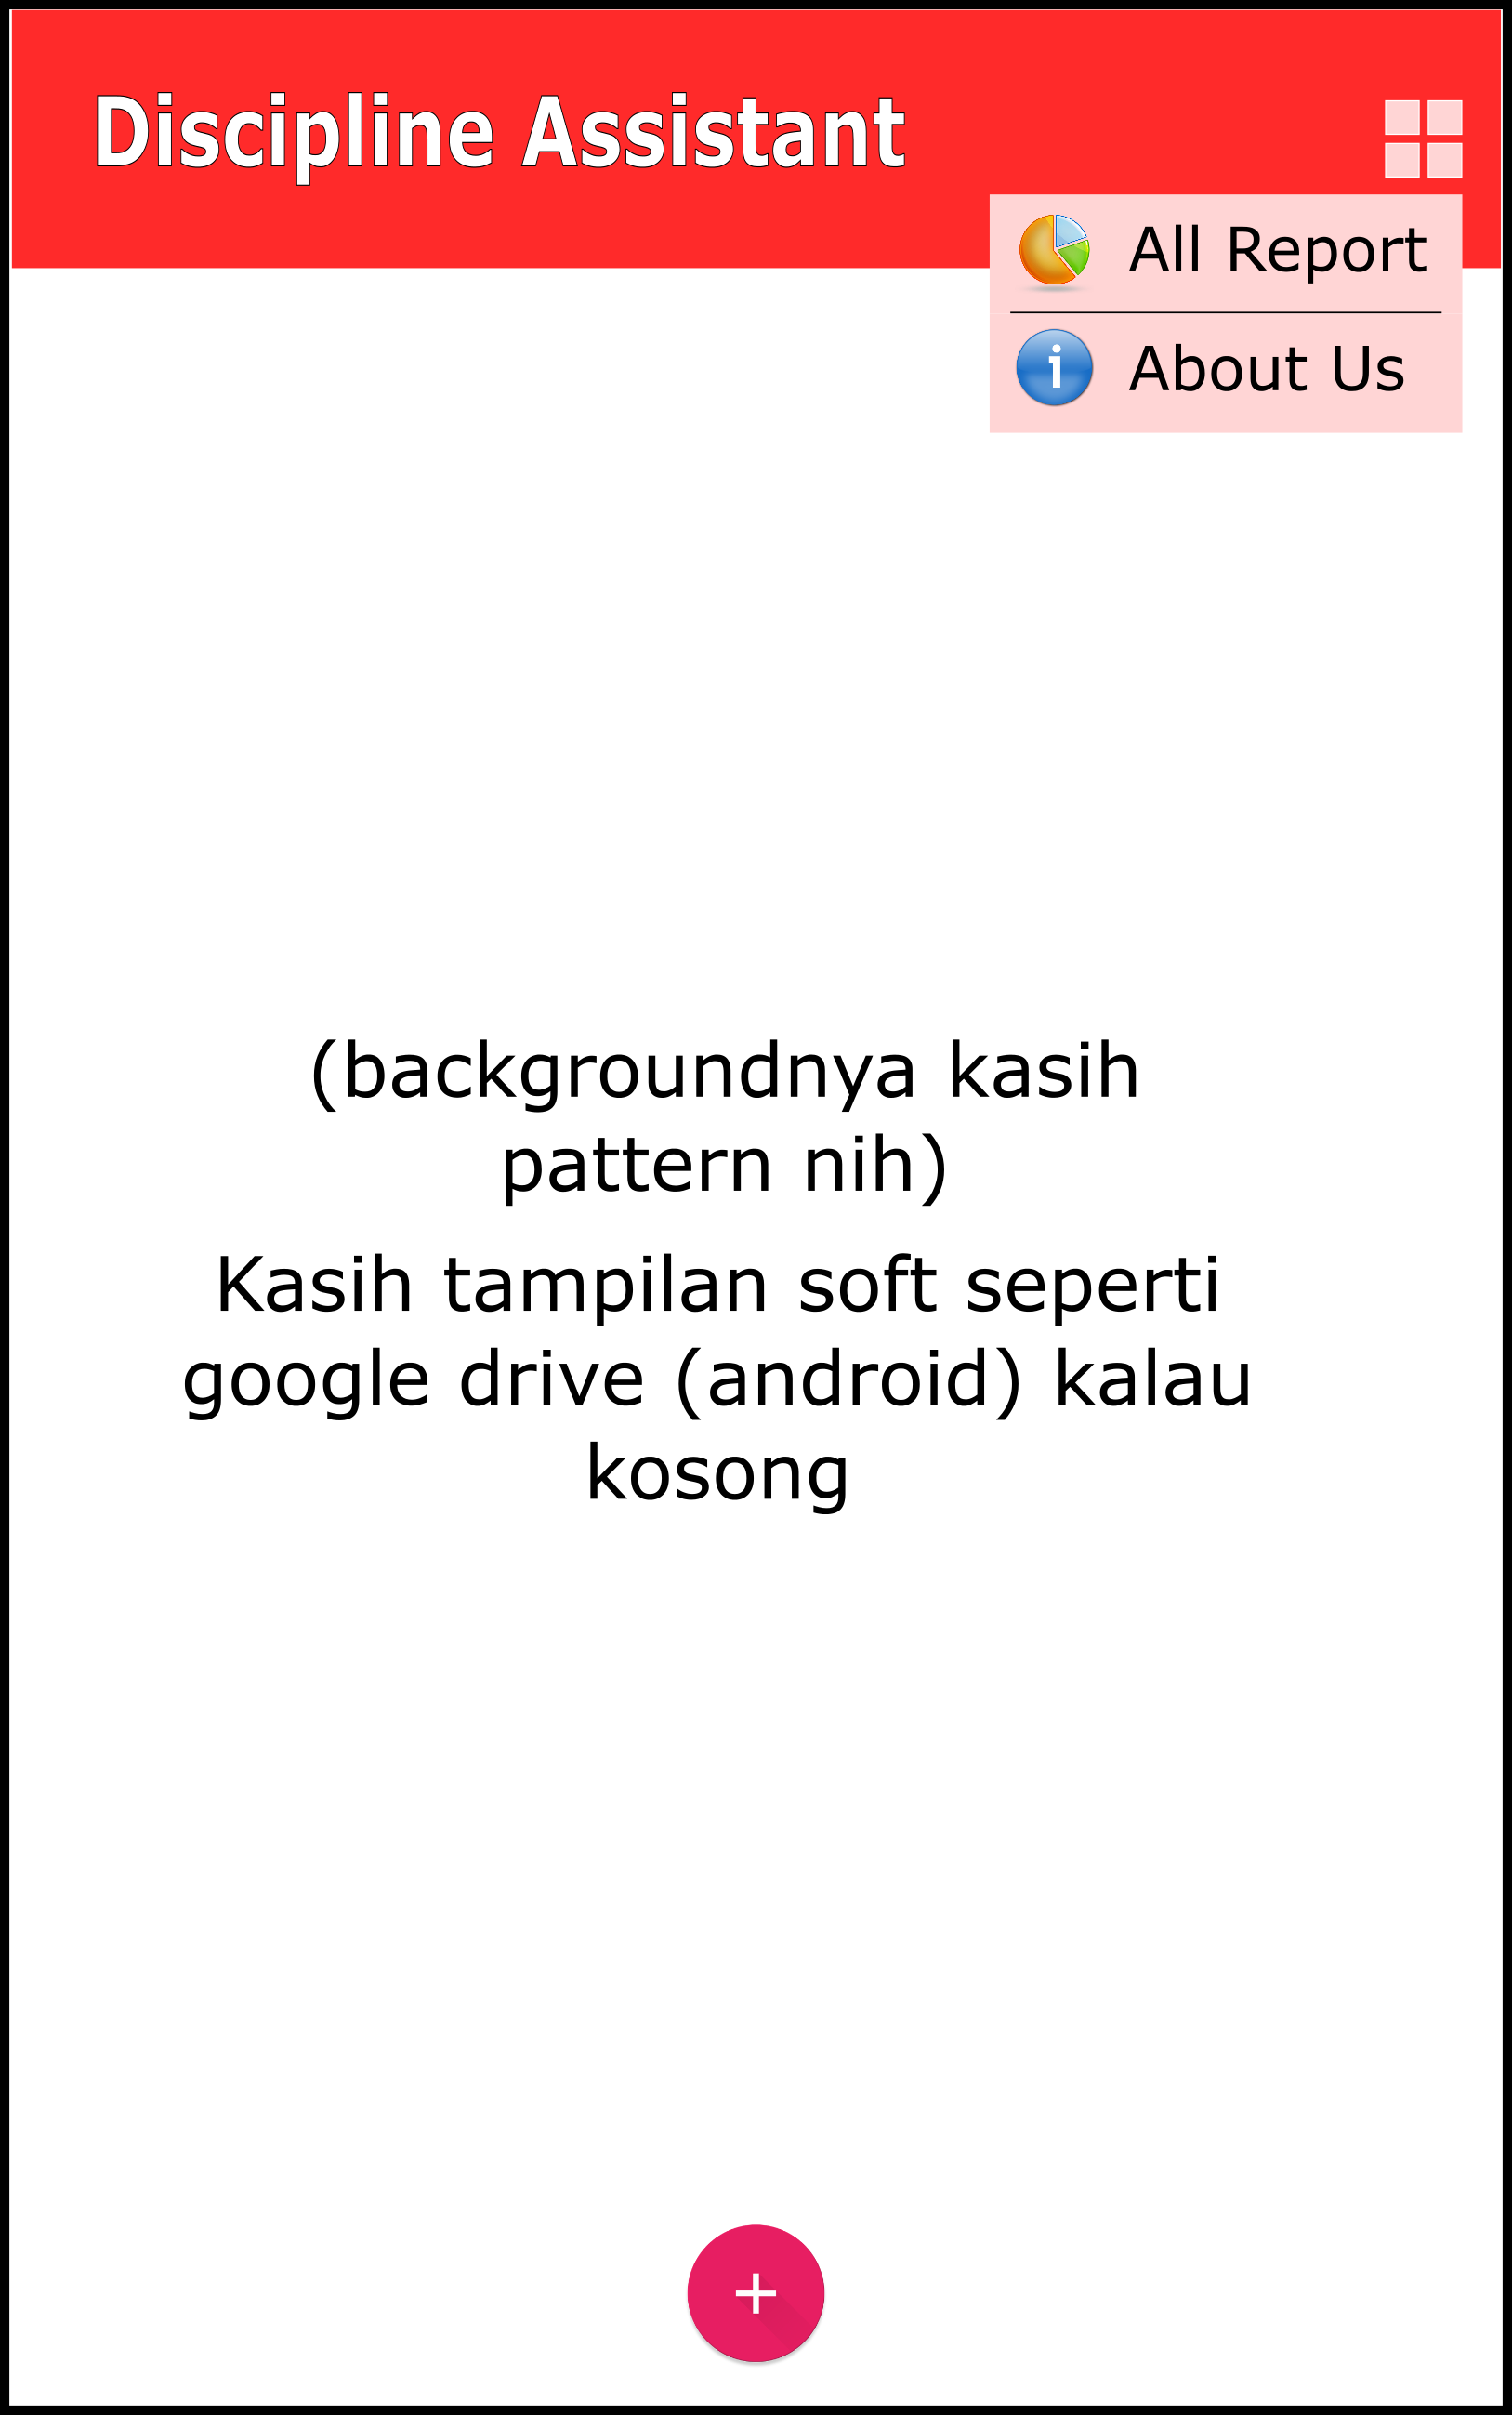 Discipline Assistant
All Report
About Us
(backgroundnya kasih
pattern nih)
Kasih tampilan soft seperti
google drive (android) kalau
kosong
+